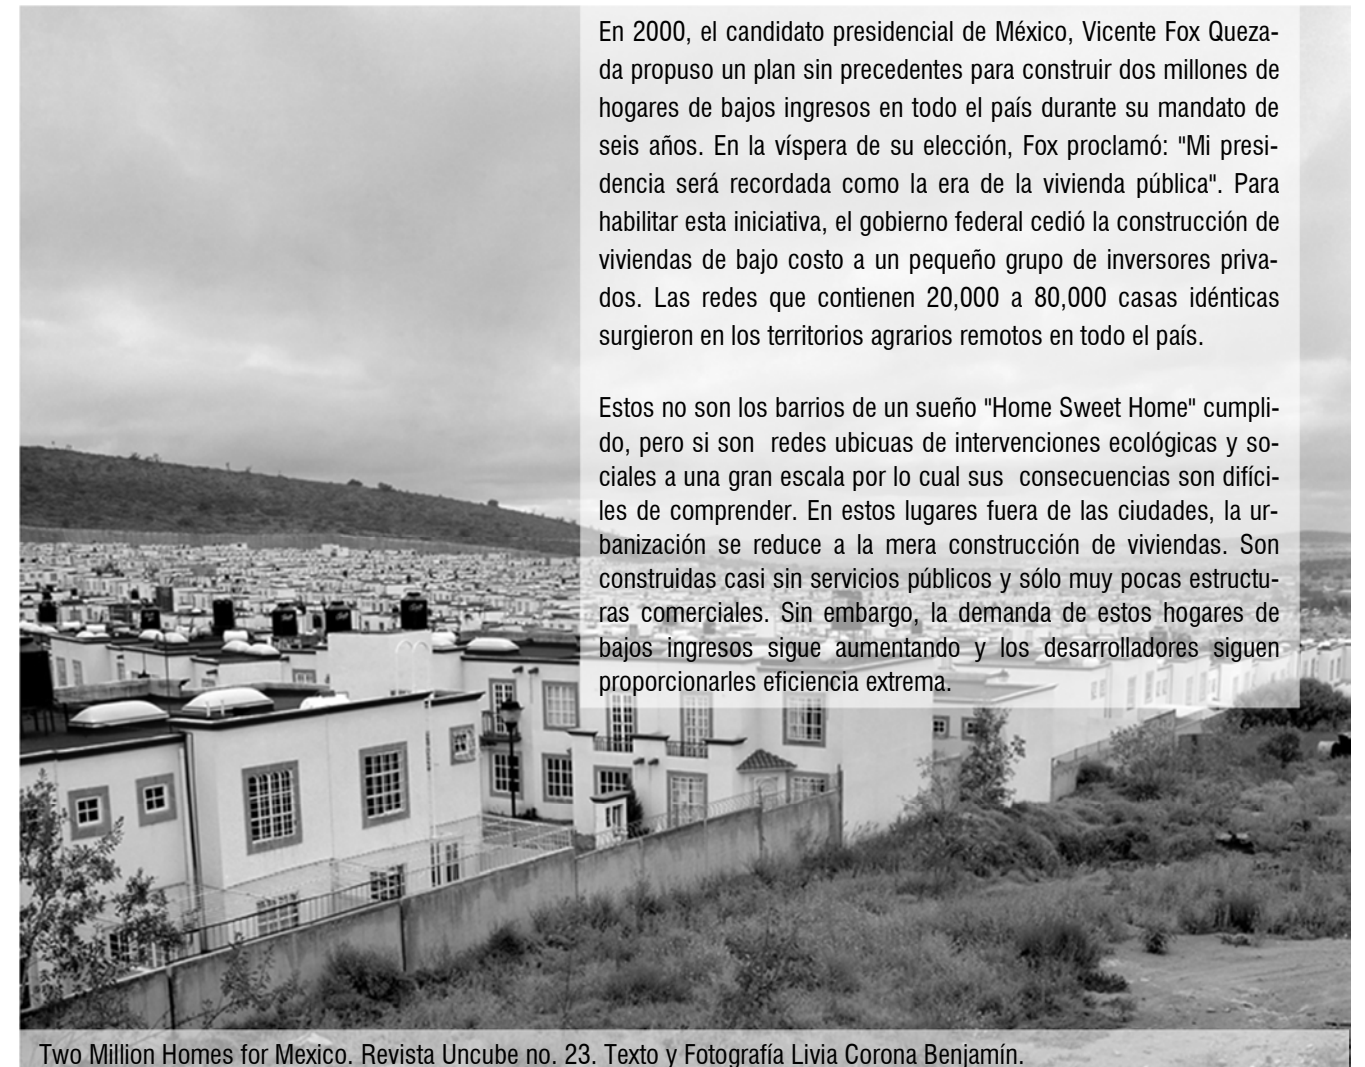 En 2000, el candidato presidencial de México, Vicente Fox Queza-
da propuso un plan sin precedentes para construir dos millones de
hogares de bajos ingresos en todo el país durante su mandato de
seis años. En la víspera de su elección, Fox proclamó: "Mi presi-
dencia será recordada como la era de la vivienda pública". Para
habilitar esta iniciativa, el gobierno federal cedió la construcción de
viviendas de bajo costo a un pequeño grupo de inversores priva-
dos. Las redes que contienen 20,000 a 80,000 casas idénticas
surgieron en los territorios agrarios remotos en todo el país.
Estos no son los barrios de un sueño "Home Sweet Home" cumpli-
do, pero si son  redes ubicuas de intervenciones ecológicas y so-
ciales a una gran escala por lo cual sus  consecuencias son difíci-
les de comprender. En estos lugares fuera de las ciudades, la ur-
banización se reduce a la mera construcción de viviendas. Son
construidas casi sin servicios públicos y sólo muy pocas estructu-
ras comerciales. Sin embargo, la demanda de estos hogares de
bajos ingresos sigue aumentando y los desarrolladores siguen
proporcionarles eficiencia extrema.
Two Million Homes for Mexico. Revista Uncube no. 23. Texto y Fotografía Livia Corona Benjamín.